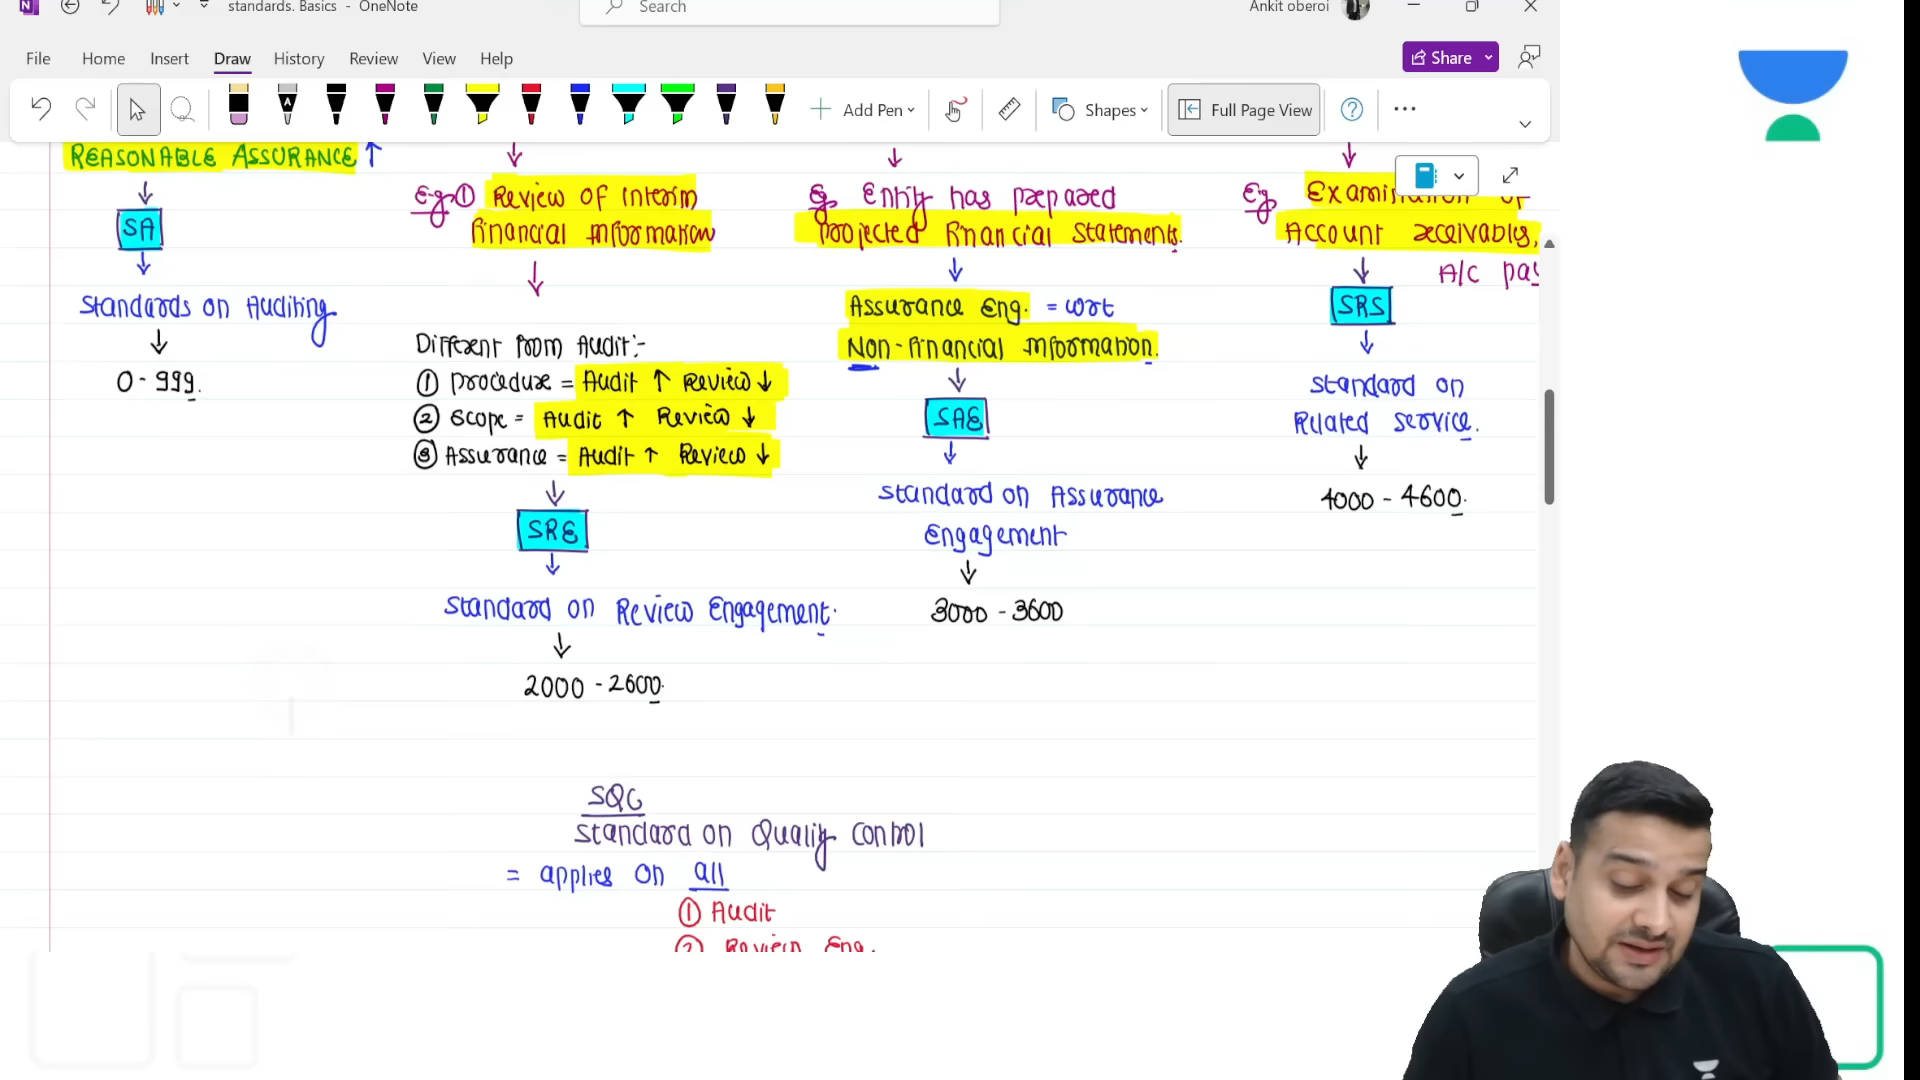 standards. Basics - OneNote
Search
Ankit oberoi
File Home Insert Draw History Review View Help
Share
A
Add Pen
Shapes
Full Page View
REASONABLE ASSURANCE ↑
SA
Standards on Auditing
0 - 999.
Eg① Review of Interim
Financial Information
Different from Audit:-
① procedure = Audit ↑ Review ↓
② Scope = Audit ↑ Review ↓
③ Assurance = Audit ↑ Review ↓
SRE
Standard on Review Engagement.
2000 - 2600.
Eg Entity has prepared
projected financial Statements.
Assurance Eng. = wrt
Non-financial Information.
SAE
Standard on Assurance
Engagement
3000 - 3600
Eg
Account receivables,
A/C
SRS
Standard on
Related service.
4000 - 4600.
SQC
Standard on Quality Control
= applies on all
① Audit
② Review Eng.